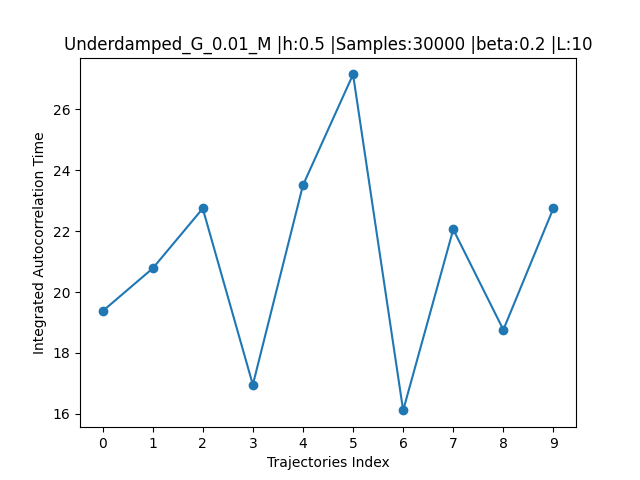 Underdamped_G_0.01_M |h:0.5 |Samples:30000 |beta:0.2 |L:10
Integrated Autocorrelation Time
26
24
22
20
18
16
0 1 2 3 4 5 6 7 8 9
Trajectories Index